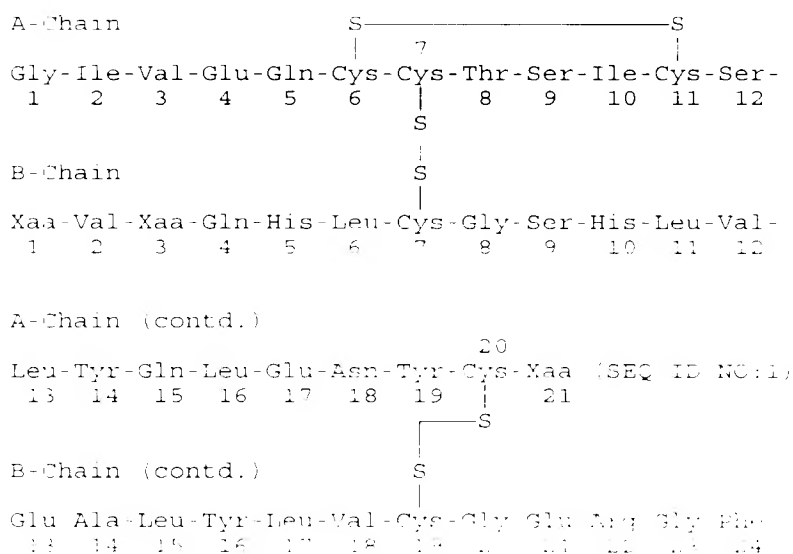 A-Chain S S
7
Gly-Ile-Val-Glu-Gln-Cys-Cys-Thr-Ser-Ile-Cys-Ser-
1 2 3 4 5 6 8 9 10 11 12
S
B-Chain S
Xaa-Val-Xaa-Gln-His-Leu-Cys-Gly-Ser-His-Leu-Val-
1 2 3 4 5 6 7 8 9 10 11 12
A-Chain (contd.)
20
Leu-Tyr-Gln-Leu-Glu-Asn-Tyr-Cys-Xaa (SEQ ID NO:1)
13 14 15 16 17 18 19 21
S
B-Chain (contd.) S
Glu Ala-Leu-Tyr-Leu-Val-Cys-Gly Glu Arg Gly Phe
13 14 15 16 17 18 19 21 24